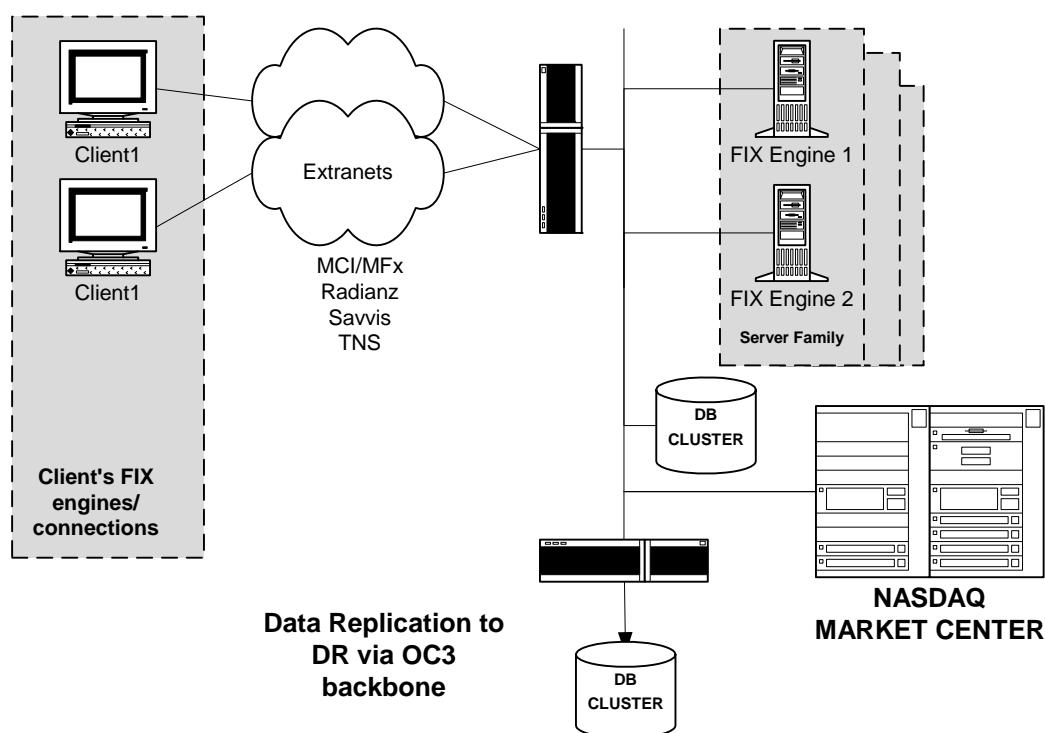 Client1
Client1
Client's FIX
engines/
connections
Extranets
MCI/MFx
Radianz
Savvis
TNS
FIX Engine 1
FIX Engine 2
Server Family
DB
CLUSTER
NASDAQ
MARKET CENTER
Data Replication to
DR via OC3
backbone
DB
CLUSTER